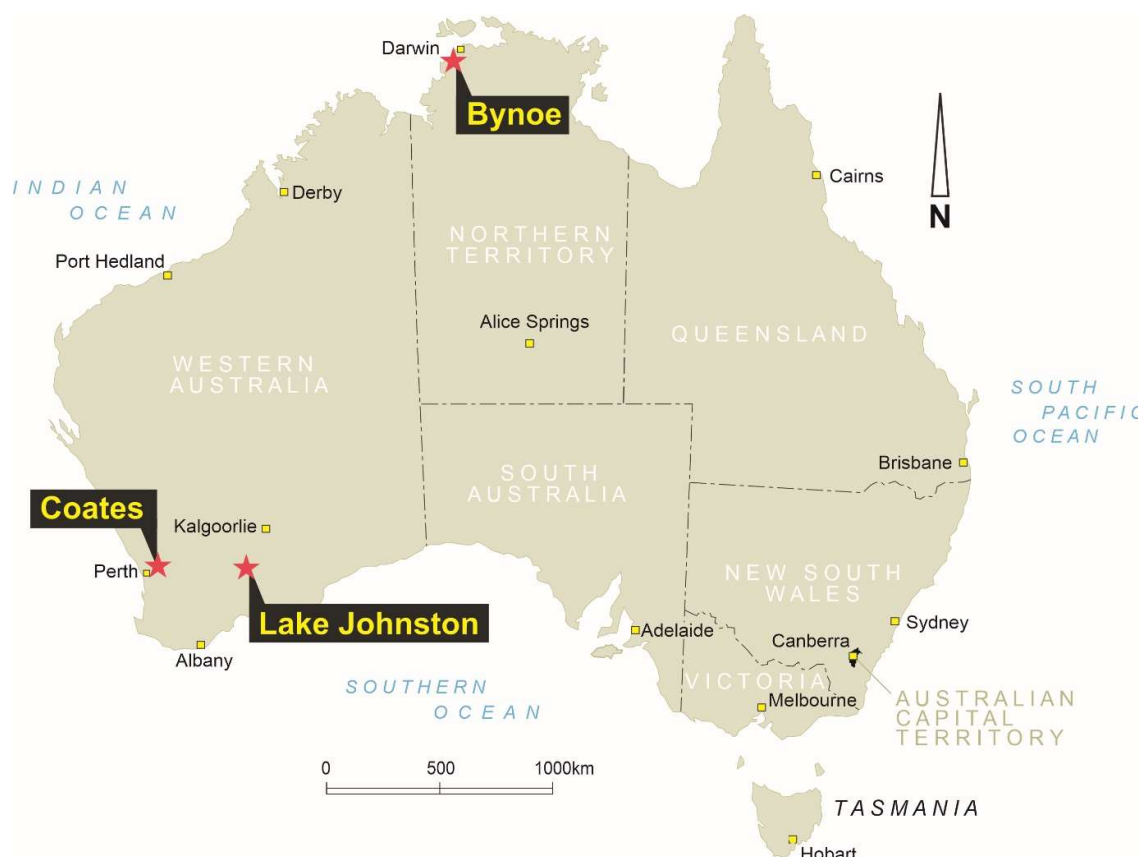 Darwin
Bynoe
INDIAN
OCEAN
Derby
Cairns
N
NORTHERN
TERRITORY
Port Hedland
Alice Springs
QUEENSLAND
WESTERN
AUSTRALIA
SOUTH
PACIFIC
OCEAN
Brisbane
SOUTH
AUSTRALIA
Coates
Kalgoorlie
Perth
NEW SOUTH
WALES
Lake Johnston
Adelaide
Sydney
Canberra
Albany
VICTORIA
SOUTHERN
OCEAN
Melbourne
AUSTRALIAN
CAPITAL
TERRITORY
0 500 1000km
TASMANIA
Hobart